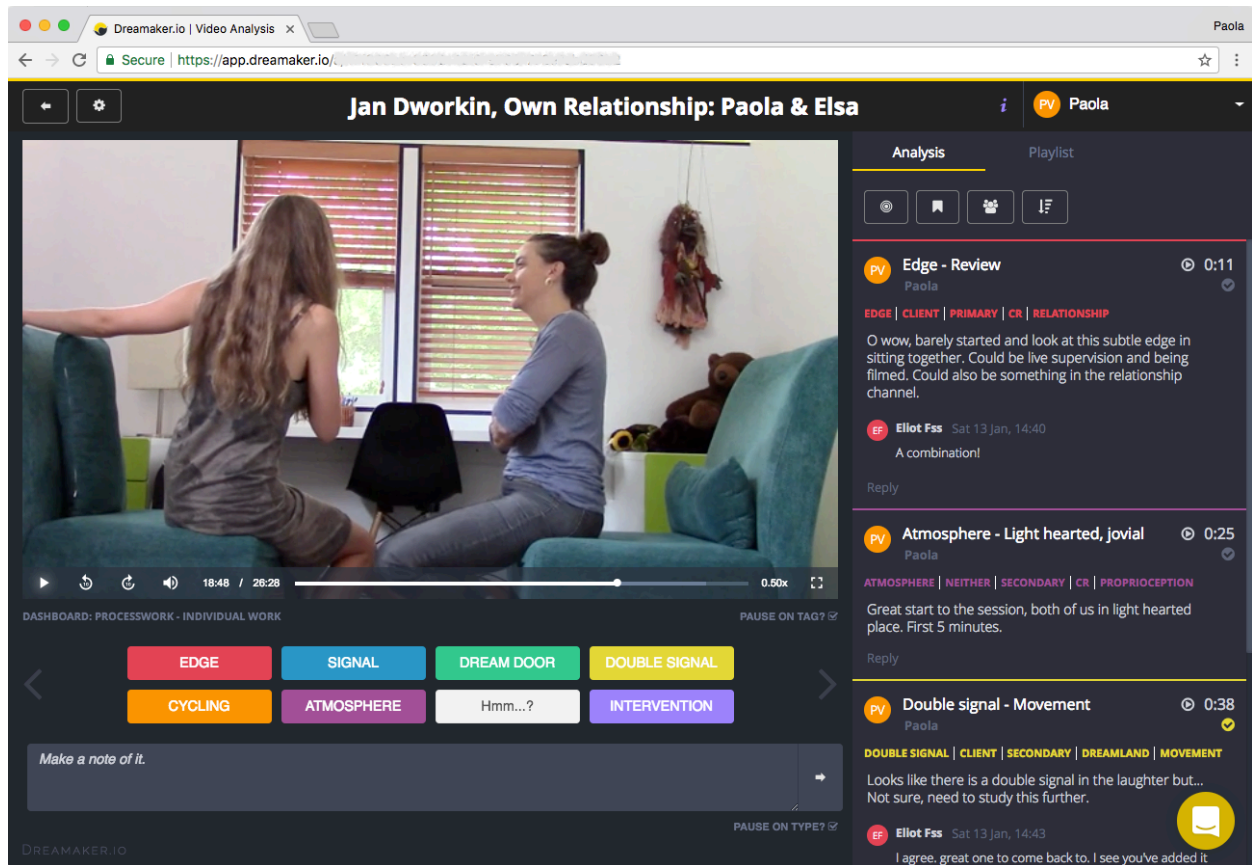 Dreamaker.io | Video Analysis
Paola
Secure | https://app.dreamaker.io/
Jan Dworkin, Own Relationship: Paola & Elsa
i
PV Paola
Analysis Playlist
PV Edge - Review 0:11
Paola
EDGE | CLIENT | PRIMARY | CR | RELATIONSHIP
O wow, barely started and look at this subtle edge in
sitting together. Could be live supervision and being
filmed. Could also be something in the relationship
channel.
EF Eliot Fss Sat 13 Jan, 14:40
A combination!
Reply
PV Atmosphere - Light hearted, jovial 0:25
Paola
ATMOSPHERE | NEITHER | SECONDARY | CR | PROPRIOCEPTION
Great start to the session, both of us in light hearted
place. First 5 minutes.
Reply
PV Double signal - Movement 0:38
Paola
DOUBLE SIGNAL | CLIENT | SECONDARY | DREAMLAND | MOVEMENT
Looks like there is a double signal in the laughter but...
Not sure, need to study this further.
EF Eliot Fss Sat 13 Jan, 14:43
I agree. great one to come back to. I see you've added it
18:48 / 26:28 0.50x
DASHBOARD: PROCESSWORK - INDIVIDUAL WORK PAUSE ON TAG?
EDGE SIGNAL DREAM DOOR DOUBLE SIGNAL
CYCLING ATMOSPHERE Hmm...? INTERVENTION
Make a note of it.
PAUSE ON TYPE?
DREAMAKER.IO